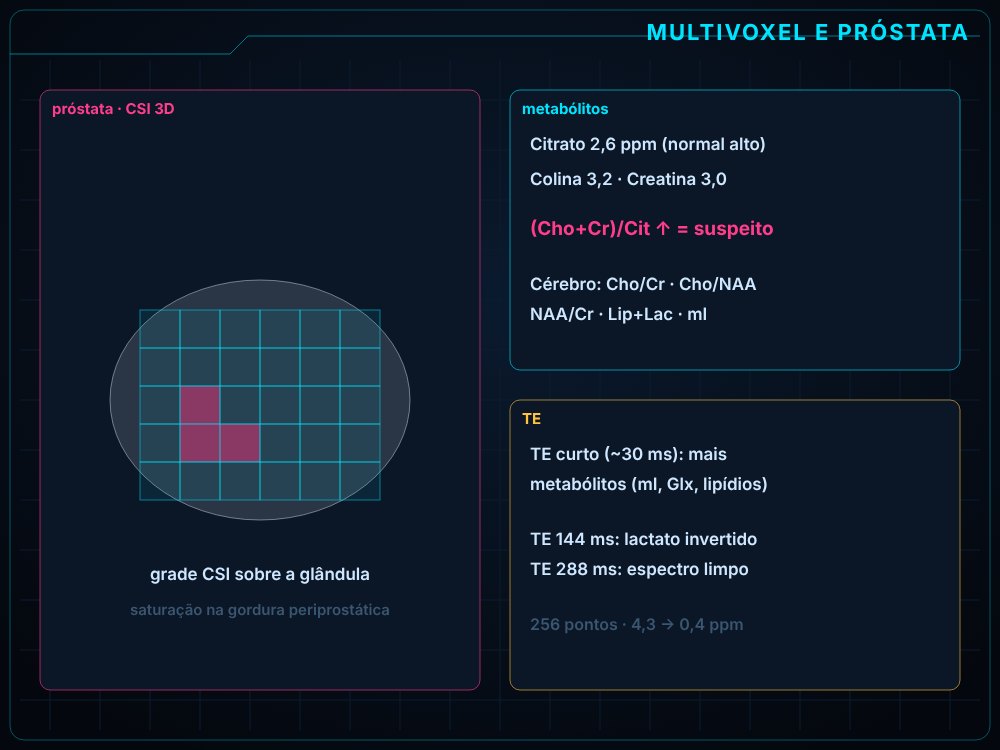 MULTIVOXEL E PRÓSTATA
próstata · CSI 3D
grade CSI sobre a glândula
saturação na gordura periprostática
metabólitos
Citrato 2,6 ppm (normal alto)
Colina 3,2 · Creatina 3,0
(Cho+Cr)/Cit ↑ = suspeito
Cérebro: Cho/Cr · Cho/NAA
NAA/Cr · Lip+Lac · mI
TE
TE curto (~30 ms): mais
metabólitos (mI, Glx, lipídios)
TE 144 ms: lactato invertido
TE 288 ms: espectro limpo
256 pontos · 4,3 → 0,4 ppm